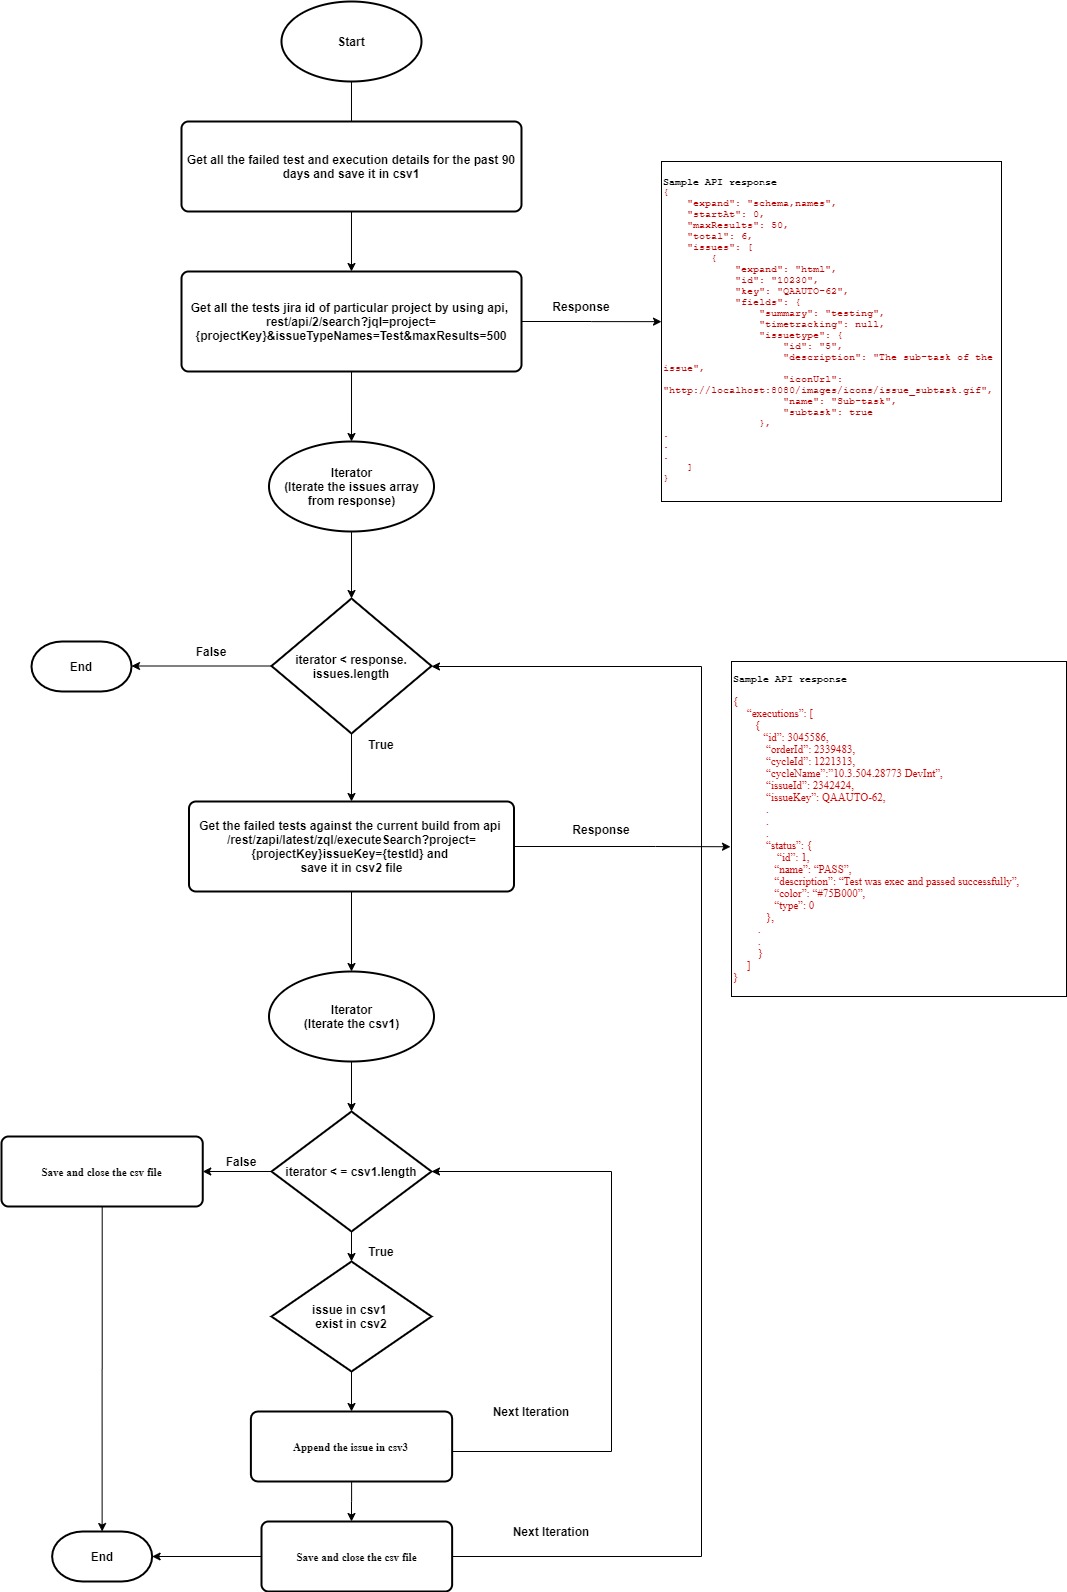 Start
Get all the failed test and execution details for the past 90
days and save it in csv1
Get all the tests jira id of particular project by using api,
rest/api/2/search?jql=project=
{projectKey}&issueTypeNames=Test&maxResults=500
Response
Sample API response
{
"expand": "schema,names",
"startAt": 0,
"maxResults": 50,
"total": 6,
"issues": [
{
"expand": "html",
"id": "10230",
"key": "QAAUTO-62",
"fields": {
"summary": "testing",
"timetracking": null,
"issuetype": {
"id": "5",
"description": "The sub-task of the
issue",
"iconUrl":
"http://localhost:8080/images/icons/issue_subtask.gif",
"name": "Sub-task",
"subtask": true
},
.
.
.
]
}
Iterator
(Iterate the issues array
from response)
iterator < response.
issues.length
False
End
True
Get the failed tests against the current build from api
/rest/zapi/latest/zql/executeSearch?project=
{projectKey}issueKey={testId} and
save it in csv2 file
Response
Sample API response
{
“executions”: [
{
“id”: 3045586,
“orderId”: 2339483,
“cycleId”: 1221313,
“cycleName”:”10.3.504.28773 DevInt”,
“issueId”: 2342424,
“issueKey”: QAAUTO-62,
.
.
.
“status”: {
“id”: 1,
“name”: “PASS”,
“description”: “Test was exec and passed successfully”,
“color”: “#75B000”,
“type”: 0
},
.
.
}
]
}
Iterator
(Iterate the csv1)
iterator < = csv1.length
False
Save and close the csv file
True
issue in csv1
exist in csv2
Append the issue in csv3
Next Iteration
Save and close the csv file
Next Iteration
End